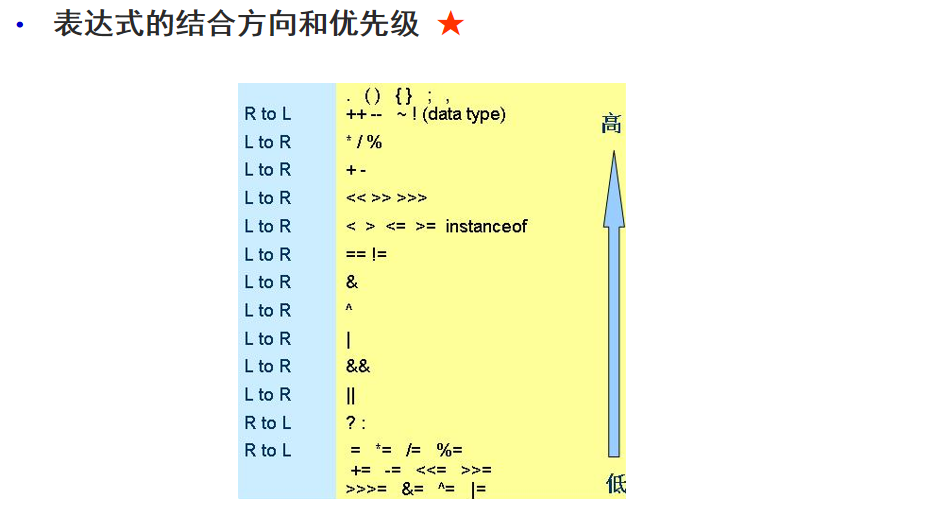 • 表达式的结合方向和优先级 ★
. () {} ; ,
R to L ++ -- ~ ! (data type)
高
L to R * / %
L to R + -
L to R << >> >>>
L to R < > <= >= instanceof
L to R == !=
L to R &
L to R ^
L to R |
L to R &&
L to R ||
R to L ? :
R to L = *= /= %=
+= -= <<= >>=
低
>>>= &= ^= |=